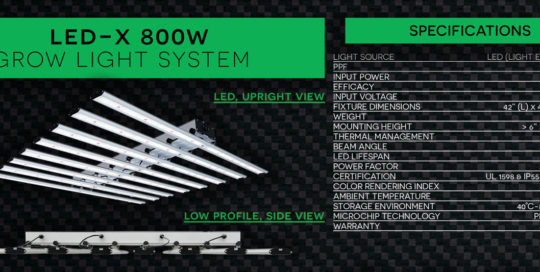 LED-X 800W
GROW LIGHT SYSTEM
LED, UPRIGHT VIEW
LOW PROFILE, SIDE VIEW
SPECIFICATIONS
LIGHT SOURCE LED (LIGHT E
PPF
INPUT POWER
EFFICACY
INPUT VOLTAGE
FIXTURE DIMENSIONS 42" (L) X 4
WEIGHT
MOUNTING HEIGHT > 6"
THERMAL MANAGEMENT
BEAM ANGLE
LED LIFESPAN
POWER FACTOR
CERTIFICATION UL 1598 & IP55
COLOR RENDERING INDEX
AMBIENT TEMPERATURE
STORAGE ENVIRONMENT 40°C-
MICROCHIP TECHNOLOGY P
WARRANTY